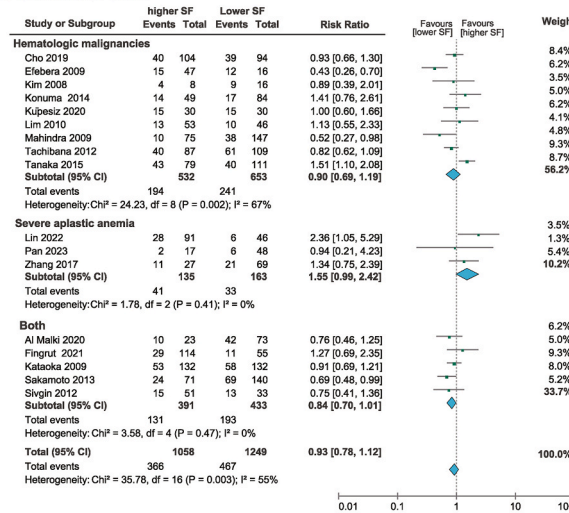 higher SF Lower SF Favours Favours
Study or Subgroup Events Total Events Total Risk Ratio [lower SF] [higher SF] Weigh
Hematologic malignancies
Cho 2019 40 104 39 94 0.93 [0.66, 1.30] 8.4%
Efebera 2009 15 47 12 16 0.43 [0.26, 0.70] 6.2%
Kim 2008 4 8 9 16 0.89 [0.39, 2.01] 3.5%
Konuma 2014 14 49 17 84 1.41 [0.76, 2.61] 5.0%
Kupesiz 2020 15 30 15 30 1.00 [0.60, 1.66] 6.2%
Lim 2010 13 53 10 46 1.13 [0.55, 2.33] 4.1%
Mahindra 2009 10 75 38 147 0.52 [0.27, 0.98] 4.8%
Tachibana 2012 40 87 61 109 0.82 [0.62, 1.09] 9.3%
Tanaka 2015 43 79 40 111 1.51 [1.10, 2.08] 8.7%
Subtotal (95% CI) 532 653 0.90 [0.69, 1.19] 56.2%
Total events 194 241
Heterogeneity: Chi² = 24.23, df = 8 (P = 0.002); I² = 67%
Severe aplastic anemia 3.5%
Lin 2022 28 91 6 46 2.36 [1.05, 5.29] 1.3%
Pan 2023 2 17 6 48 0.94 [0.21, 4.23] 5.4%
Zhang 2017 11 27 21 69 1.34 [0.75, 2.39] 10.2%
Subtotal (95% CI) 135 163 1.55 [0.99, 2.42]
Total events 41 33
Heterogeneity: Chi² = 1.78, df = 2 (P = 0.41); I² = 0%
Both 6.2%
Al Malki 2020 10 23 42 73 0.76 [0.46, 1.25] 5.0%
Fingrut 2021 29 114 11 55 1.27 [0.69, 2.35] 8.0%
Kataoka 2009 53 132 58 132 0.91 [0.69, 1.21]
Sakamoto 2013 24 71 69 140 0.69 [0.48, 0.99] 5.2%
Sivgin 2012 15 51 13 33 0.75 [0.41, 1.36] 33.7%
Subtotal (95% CI) 391 433 0.84 [0.70, 1.01]
Total events 131 193
Heterogeneity: Chi² = 3.58, df = 4 (P = 0.47); I² = 0%
Total (95% CI) 1058 1249 0.93 [0.78, 1.12] 100.0%
Total events 366 467
Heterogeneity: Chi² = 35.78, df = 16 (P = 0.003); I² = 55%
0.01 0.1 1 10 10